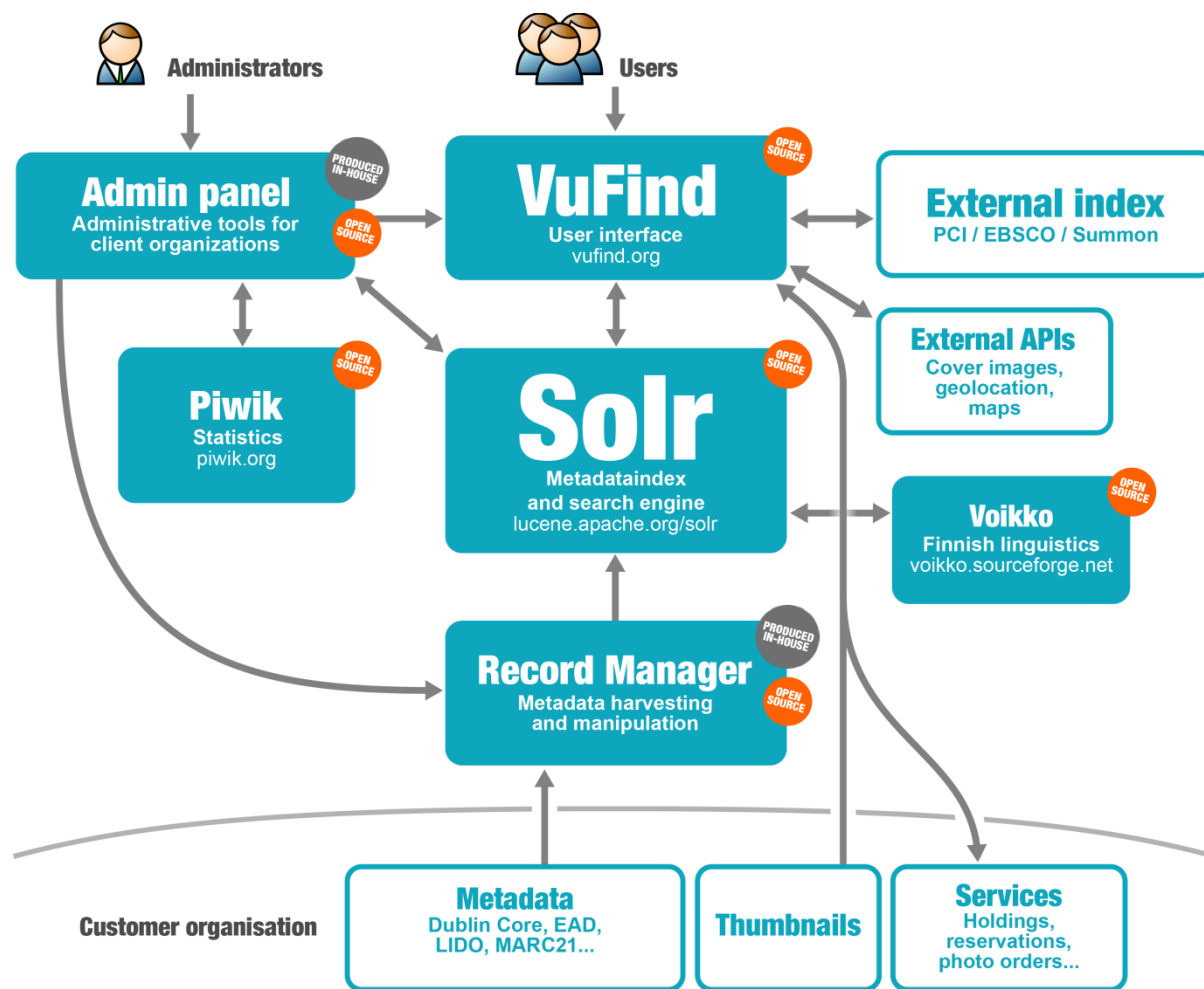 Administrators
Users
PRODUCED
IN-HOUSE
Admin panel
Administrative tools for
client organizations
OPEN
SOURCE
OPEN
SOURCE
VuFind
User interface
vufind.org
External index
PCI / EBSCO / Summon
External APIs
Cover images,
geolocation,
maps
OPEN
SOURCE
Piwik
Statistics
piwik.org
OPEN
SOURCE
Solr
Metadataindex
and search engine
lucene.apache.org/solr
OPEN
SOURCE
Voikko
Finnish linguistics
voikko.sourceforge.net
PRODUCED
IN-HOUSE
Record Manager
Metadata harvesting
and manipulation
OPEN
SOURCE
Customer organisation
Metadata
Dublin Core, EAD,
LIDO, MARC21...
Thumbnails
Services
Holdings,
reservations,
photo orders...